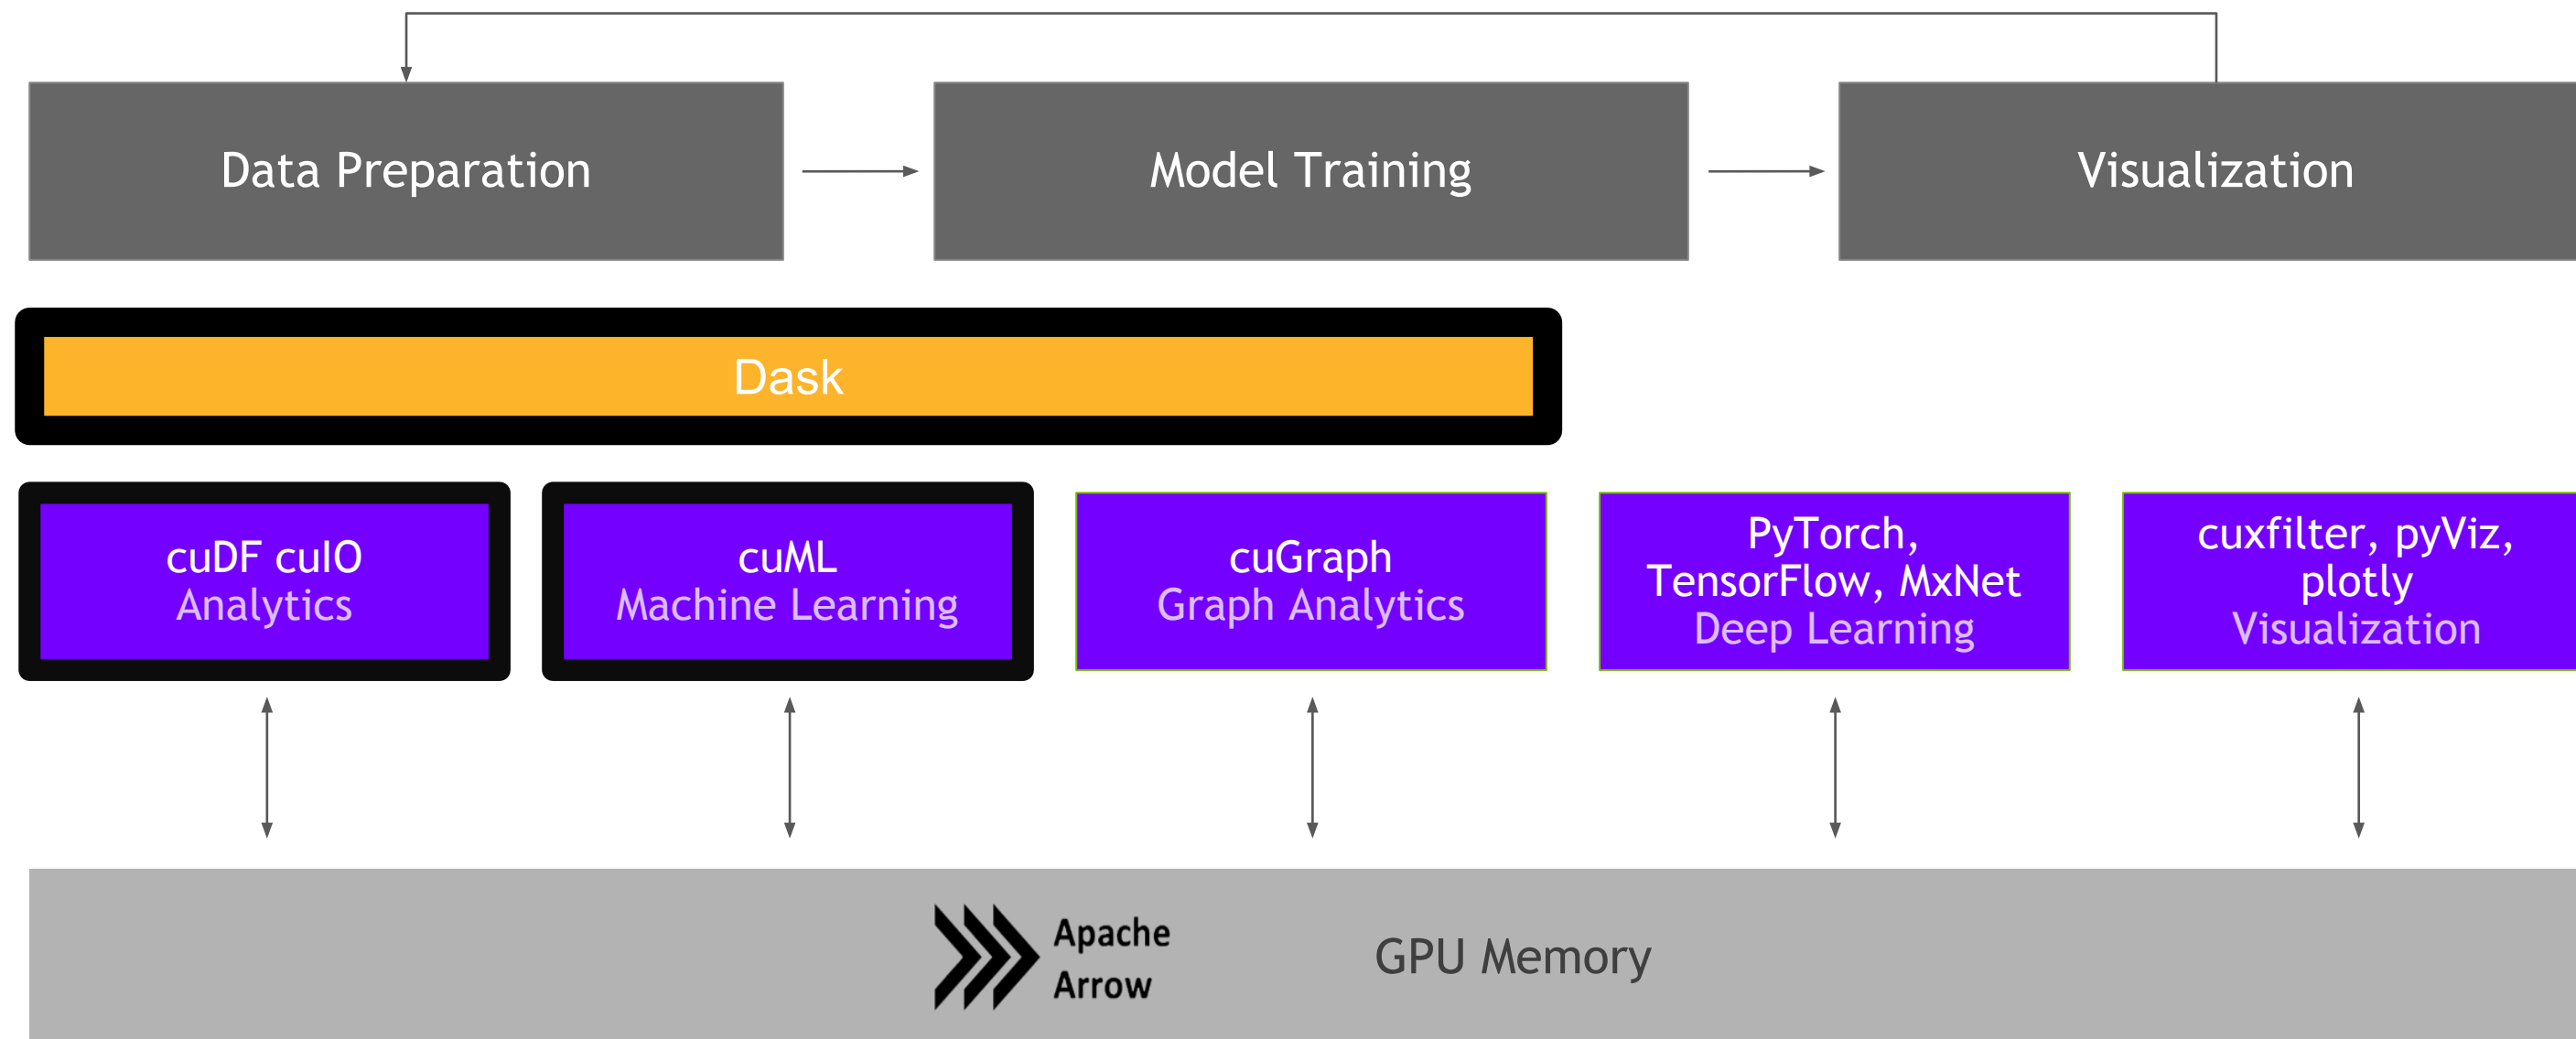 Data Preparation
Model Training
Visualization
Dask
cuDF cuIO
Analytics
cuML
Machine Learning
cuGraph
Graph Analytics
PyTorch,
TensorFlow, MxNet
Deep Learning
cuxfilter, pyViz,
plotly
Visualization
Apache
Arrow
GPU Memory